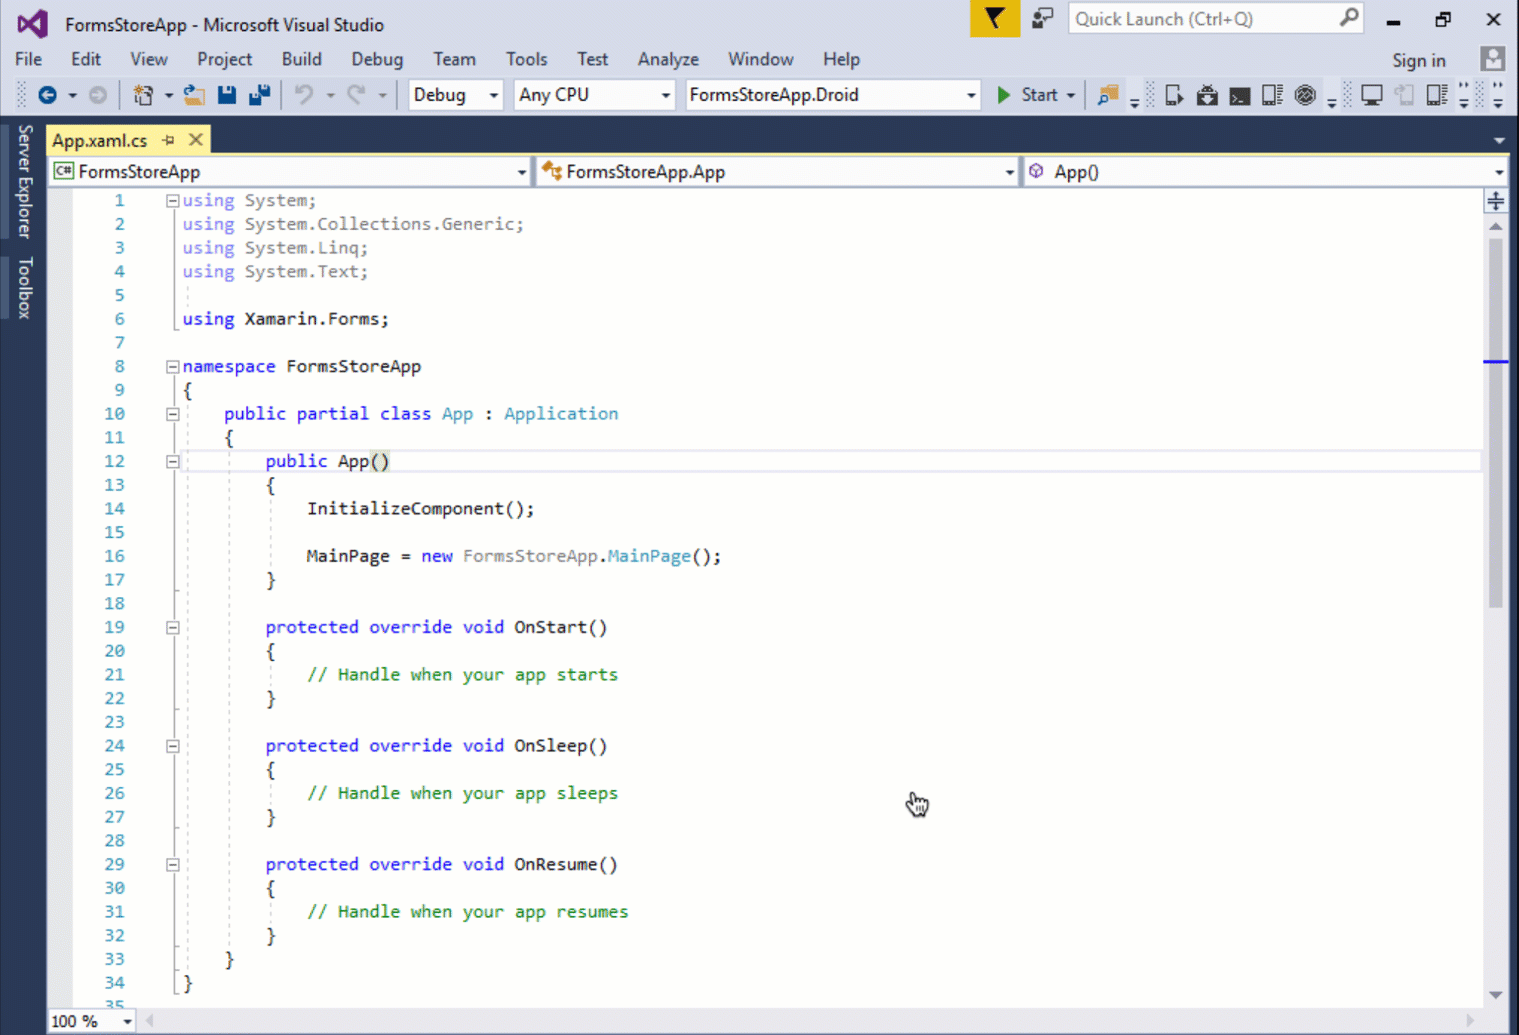 FormsStoreApp - Microsoft Visual Studio
Quick Launch (Ctrl+Q)
File Edit View Project Build Debug Team Tools Test Analyze Window Help
Sign in
Debug Any CPU FormsStoreApp.Droid Start
Server Explorer
Toolbox
App.xaml.cs
C# FormsStoreApp FormsStoreApp.App App()
1 using System;
2 using System.Collections.Generic;
3 using System.Linq;
4 using System.Text;
5
6 using Xamarin.Forms;
7
8 namespace FormsStoreApp
9 {
10 public partial class App : Application
11 {
12 public App()
13 {
14 InitializeComponent();
15
16 MainPage = new FormsStoreApp.MainPage();
17 }
18
19 protected override void OnStart()
20 {
21 // Handle when your app starts
22 }
23
24 protected override void OnSleep()
25 {
26 // Handle when your app sleeps
27 }
28
29 protected override void OnResume()
30 {
31 // Handle when your app resumes
32 }
33 }
34 }
35
100 %